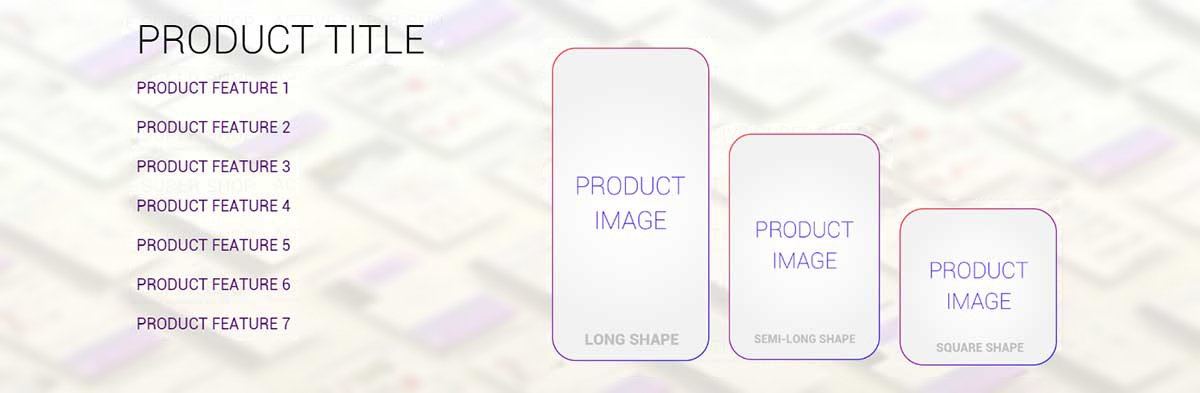 PRODUCT TITLE
PRODUCT FEATURE 1
PRODUCT FEATURE 2
PRODUCT FEATURE 3
PRODUCT FEATURE 4
PRODUCT FEATURE 5
PRODUCT FEATURE 6
PRODUCT FEATURE 7
PRODUCT
IMAGE
LONG SHAPE
PRODUCT
IMAGE
SEMI-LONG SHAPE
PRODUCT
IMAGE
SQUARE SHAPE